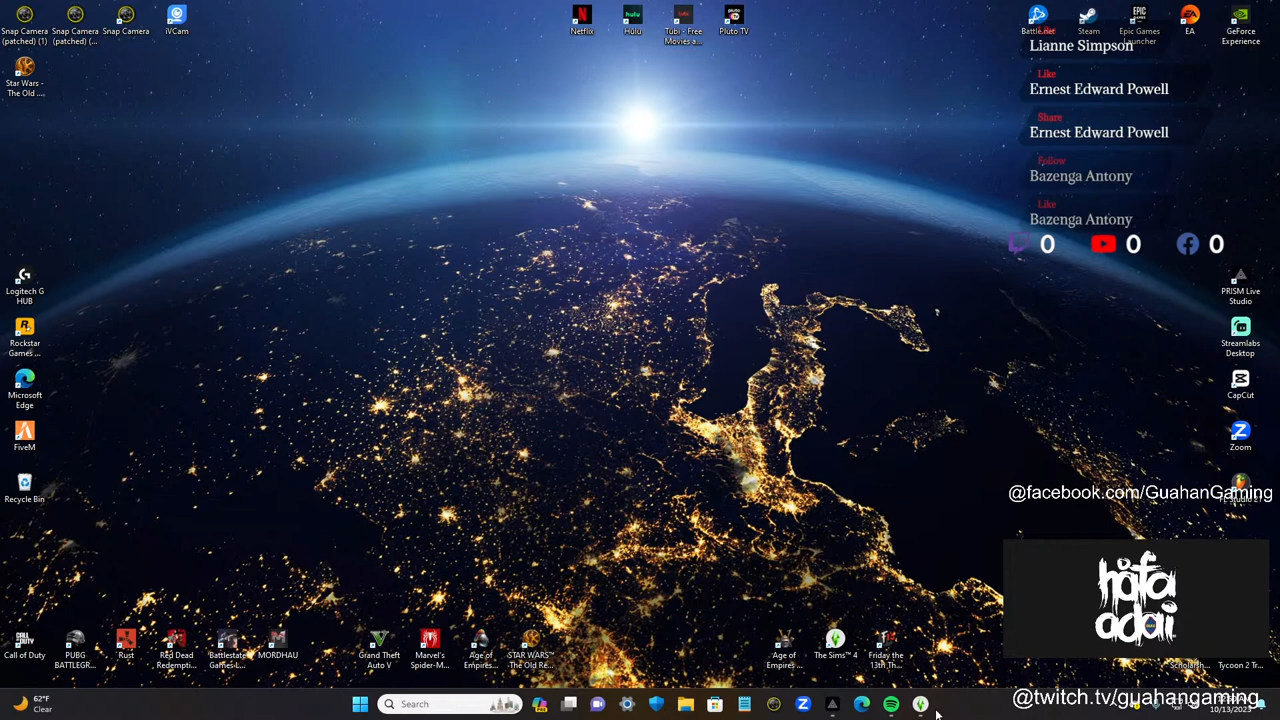 Snap Camera (patched) (1)
Snap Camera (patched) (...
Snap Camera
iVCam
Netflix
Hulu
Tubi - Free Movies a...
Pluto TV
Battle.net
Steam
Epic Games Launcher
EA
GeForce Experience
Star Wars - The Old ....
Like
Lianne Simpson
Like
Ernest Edward Powell
Share
Ernest Edward Powell
Follow
Bazenga Antony
Like
Bazenga Antony
0
0
0
Logitech G HUB
PRISM Live Studio
Rockstar Games ...
Streamlabs Desktop
Microsoft Edge
CapCut
FiveM
Zoom
Recycle Bin
@facebook.com/GuahanGaming
håfa adai
Call of Duty
PUBG BATTLEGR...
Rust
Red Dead Redempti...
Battlestate Games L...
MORDHAU
Grand Theft Auto V
Marvel's Spider-M...
Age of Empires...
STAR WARS™ The Old Re...
Age of Empires ...
The Sims™ 4
Friday the 13th Th...
Scholarsh...
Tycoon 2 Tr...
62°F
Clear
Search
@twitch.tv/guahangaming